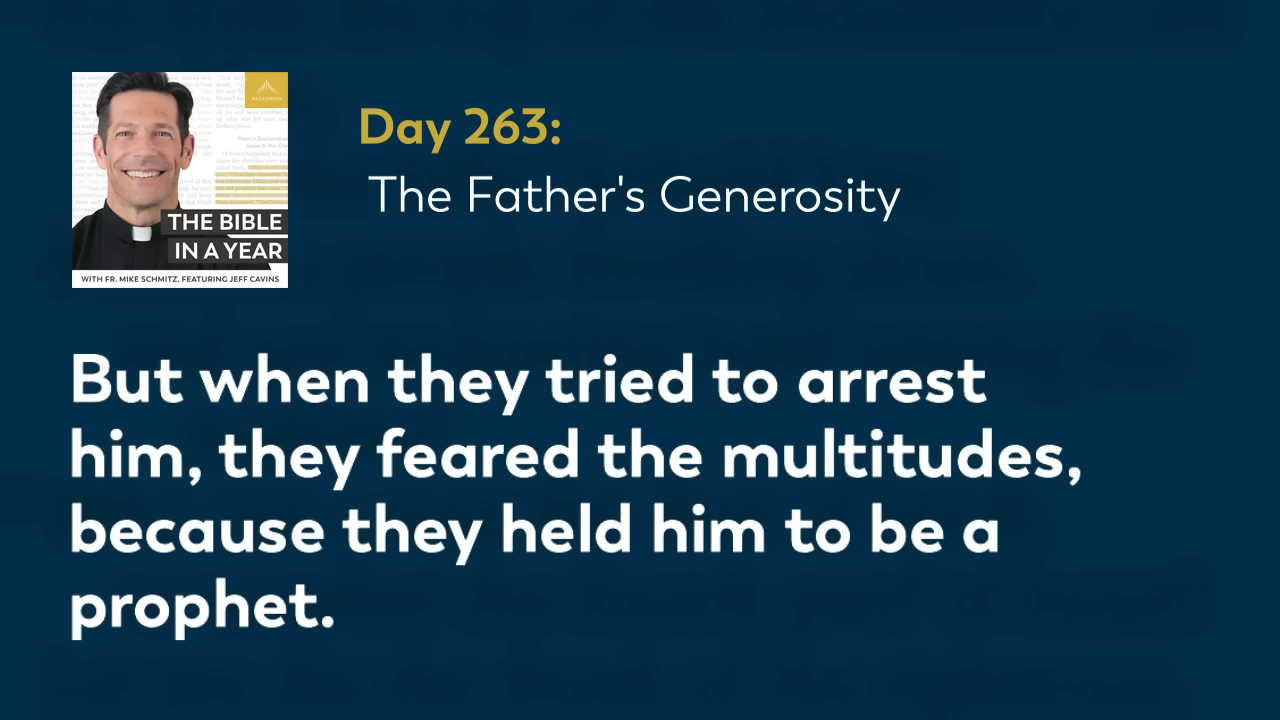 Day 263:
The Father's Generosity
THE BIBLE
IN A YEAR
WITH FR. MIKE SCHMITZ, FEATURING JEFF CAVINS
But when they tried to arrest
him, they feared the multitudes,
because they held him to be a
prophet.